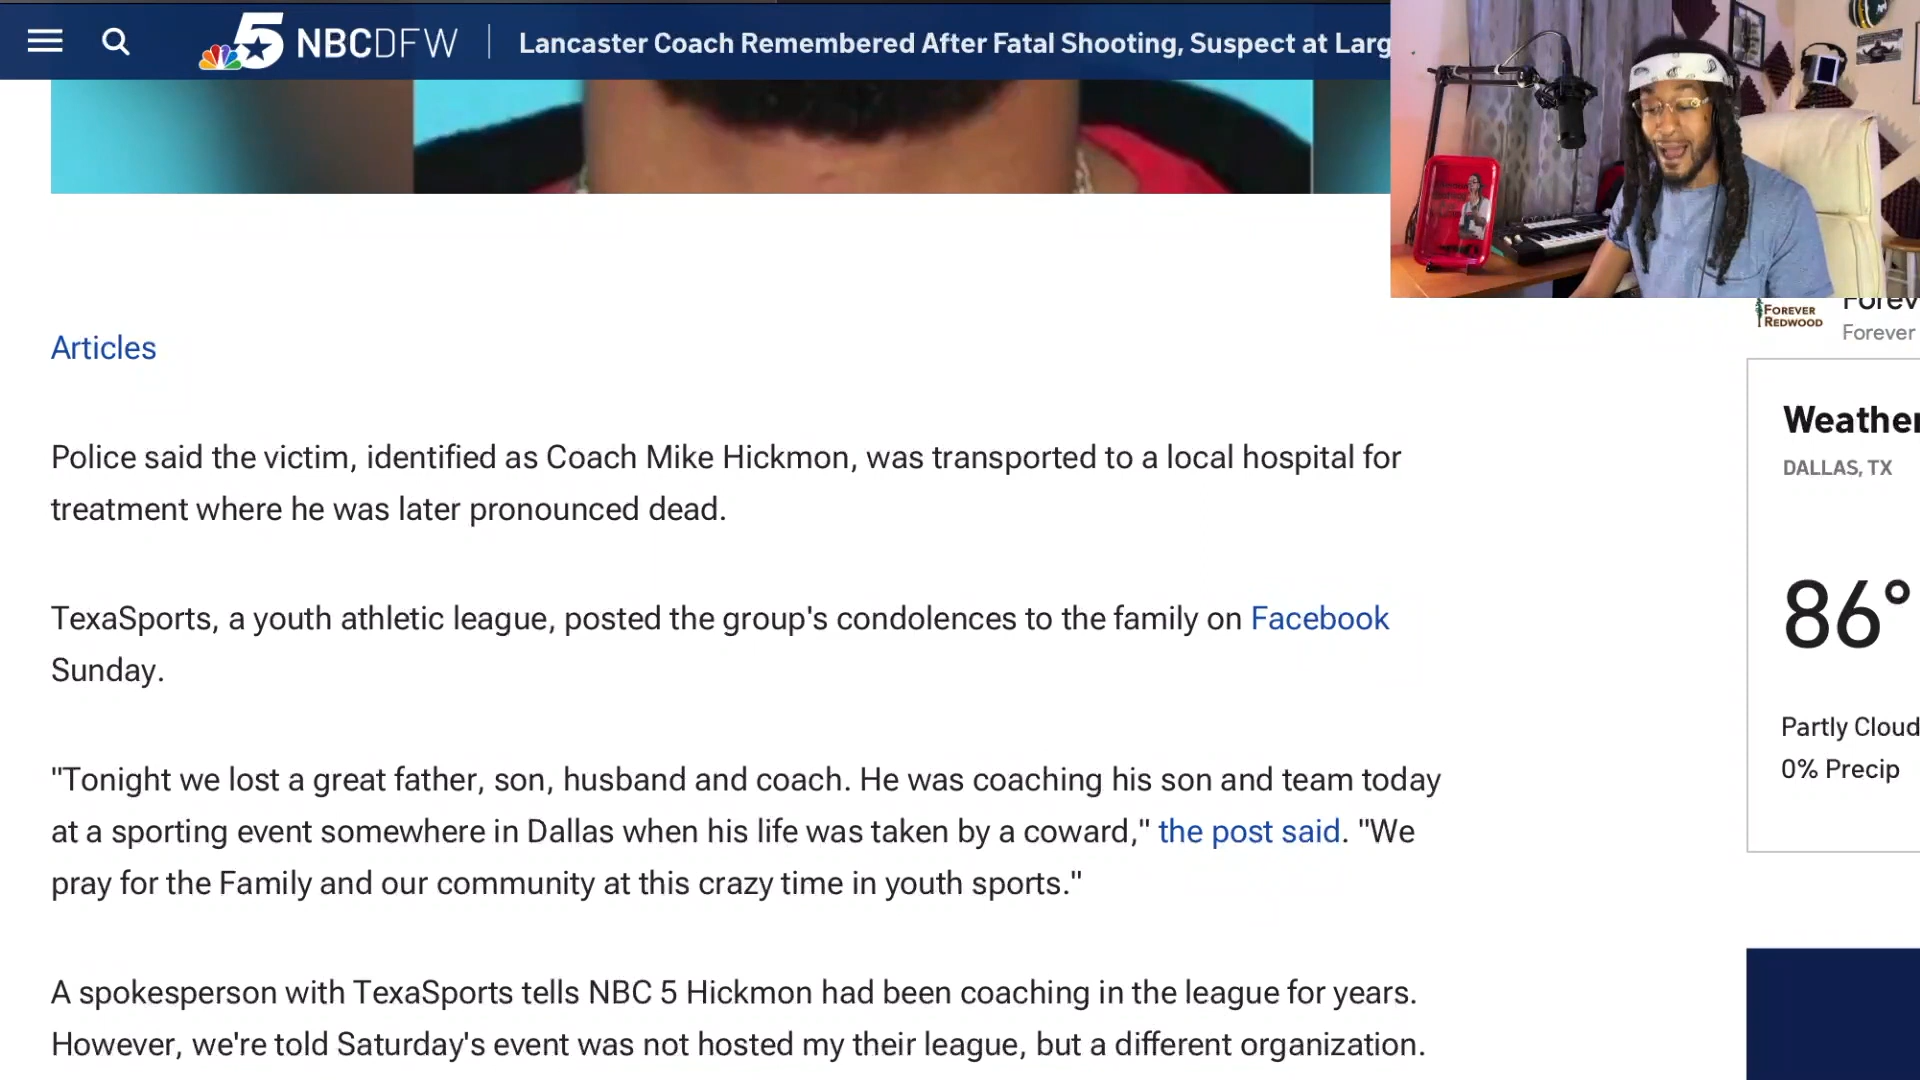 5 NBCDFW | Lancaster Coach Remembered After Fatal Shooting, Suspect at Larg
FOREVER
REDWOOD
Forever
Articles
Police said the victim, identified as Coach Mike Hickmon, was transported to a local hospital for
treatment where he was later pronounced dead.
TexaSports, a youth athletic league, posted the group's condolences to the family on Facebook
Sunday.
"Tonight we lost a great father, son, husband and coach. He was coaching his son and team today
at a sporting event somewhere in Dallas when his life was taken by a coward," the post said. "We
pray for the Family and our community at this crazy time in youth sports."
A spokesperson with TexaSports tells NBC 5 Hickmon had been coaching in the league for years.
However, we're told Saturday's event was not hosted my their league, but a different organization.
Weather
DALLAS, TX
86°
Partly Cloud
0% Precip